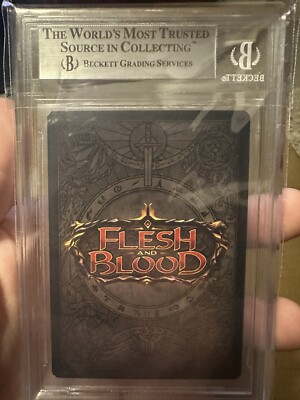 THE WORLD'S MOST TRUSTED
SOURCE IN COLLECTING™
B BECKETT GRADING SERVICES
B
BECKETT®
FLESH
AND
BLOOD